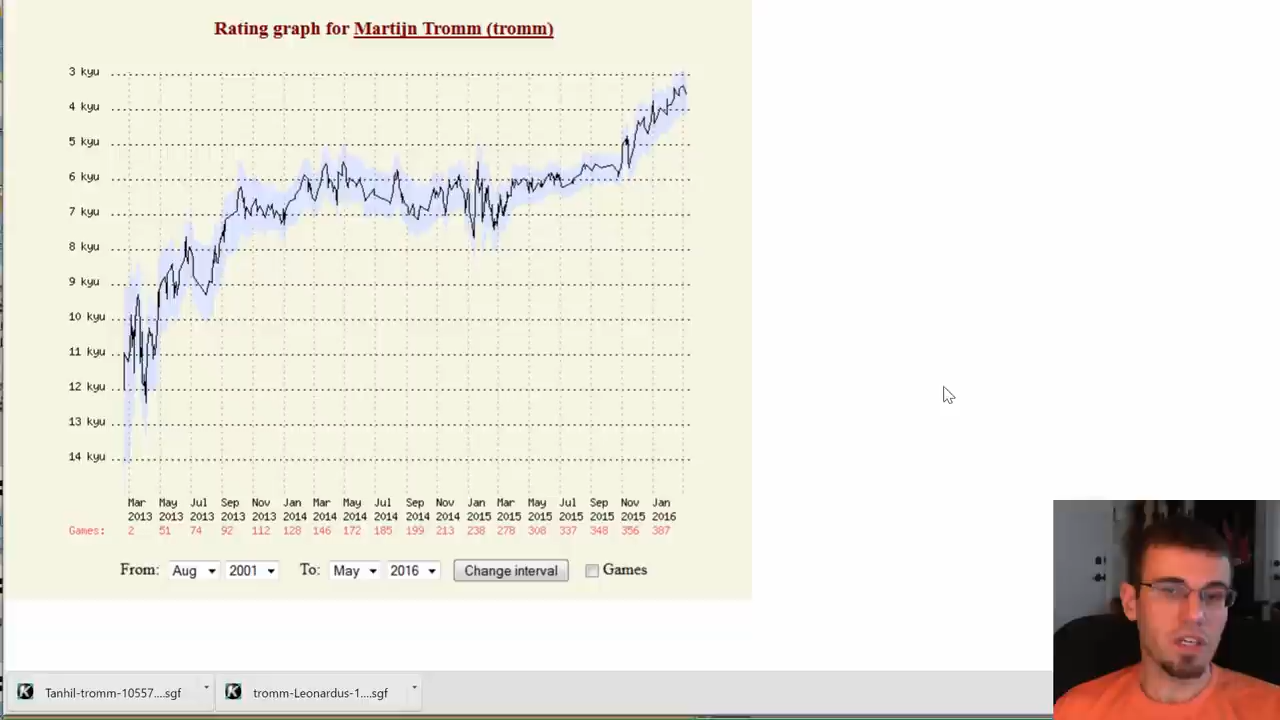 Rating graph for Martijn Tromm (tromm)
3 kyu
4 kyu
5 kyu
6 kyu
7 kyu
8 kyu
9 kyu
10 kyu
11 kyu
12 kyu
13 kyu
14 kyu
Mar May Jul Sep Nov Jan Mar May Jul Sep Nov Jan Mar May Jul Sep Nov Jan
2013 2013 2013 2013 2013 2014 2014 2014 2014 2014 2014 2015 2015 2015 2015 2015 2015 2016
Games: 2 51 74 92 112 128 146 172 185 199 213 238 278 308 337 348 356 387
From: Aug 2001 To: May 2016 Change interval Games
K Tanhil-tromm-10557....sgf K tromm-Leonardus-1....sgf